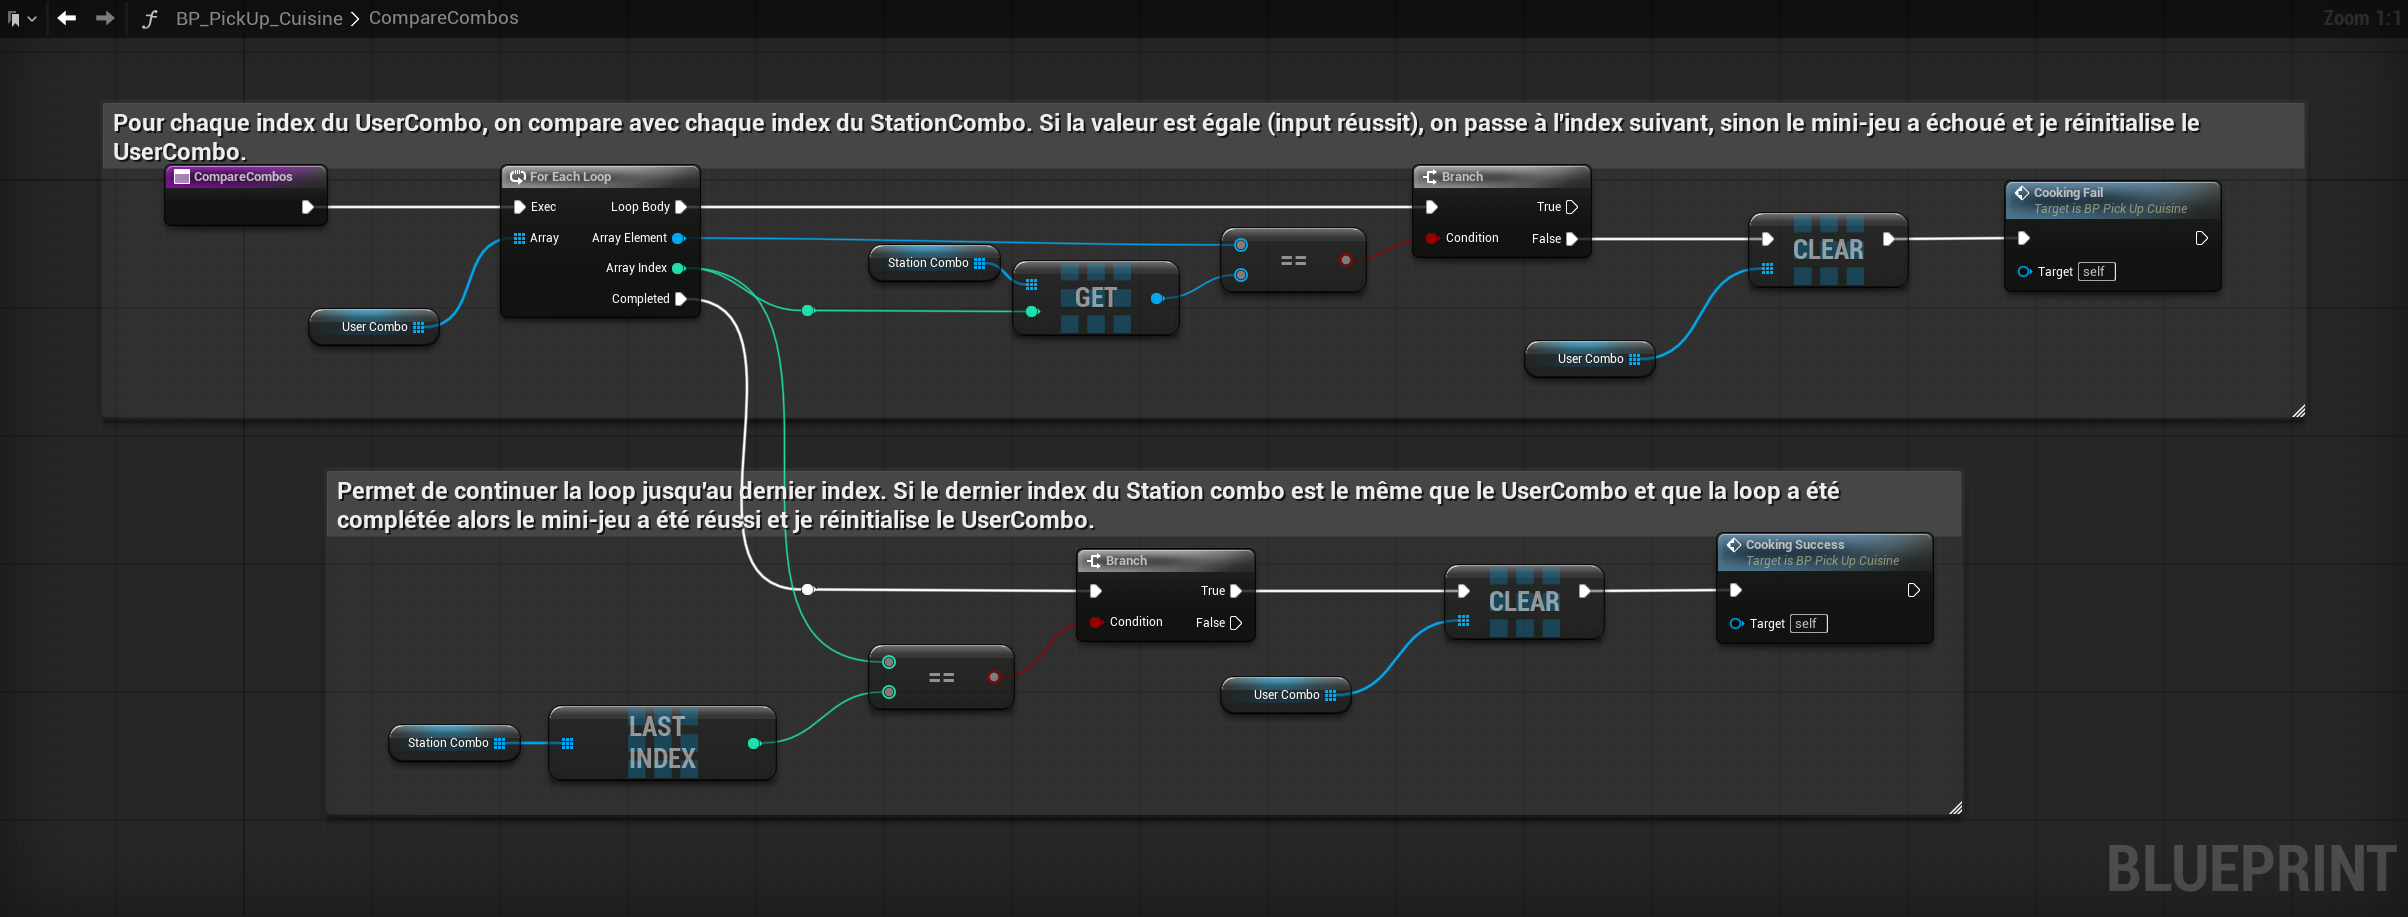 BP_PickUp_Cuisine > CompareCombos
Zoom 1:1
Pour chaque index du UserCombo, on compare avec chaque index du StationCombo. Si la valeur est égale (input réussit), on passe à l'index suivant, sinon le mini-jeu a échoué et je réinitialise le
UserCombo.
CompareCombos
For Each Loop
Exec
Loop Body
Array
Array Element
Array Index
Completed
User Combo
Station Combo
GET
==
Branch
True
Condition
False
CLEAR
User Combo
Cooking Fail
Target is BP Pick Up Cuisine
Target self
Permet de continuer la loop jusqu'au dernier index. Si le dernier index du Station combo est le même que le UserCombo et que la loop a été
complétée alors le mini-jeu a été réussi et je réinitialise le UserCombo.
Station Combo
LAST
INDEX
==
Branch
True
Condition
False
User Combo
CLEAR
Cooking Success
Target is BP Pick Up Cuisine
Target self
BLUEPRINT